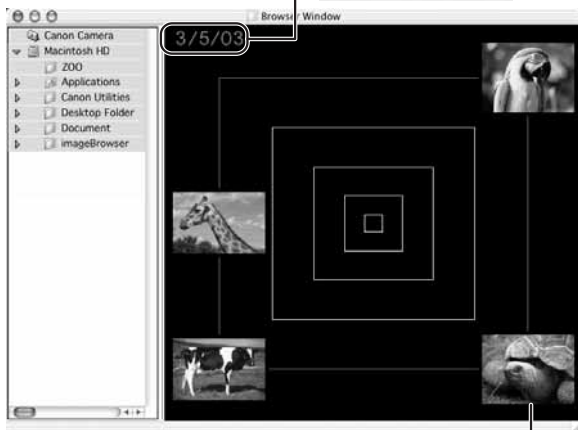 Browser Window
Canon Camera
Macintosh HD
ZOO
Applications
Canon Utilities
Desktop Folder
Document
imageBrowser
3/5/03